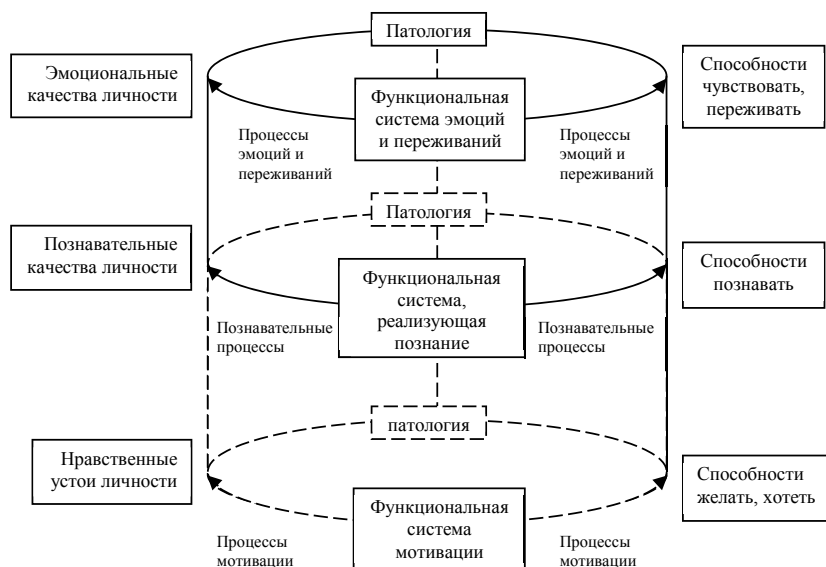 Патология
Эмоциональные
качества личности
Функциональная
система эмоций
и переживаний
Способности
чувствовать,
переживать
Процессы
эмоций и
переживаний
Процессы
эмоций и
переживаний
Патология
Познавательные
качества личности
Функциональная
система,
реализующая
познание
Способности
познавать
Познавательные
процессы
Познавательные
процессы
патология
Нравственные
устои личности
Функциональная
система
мотивации
Способности
желать, хотеть
Процессы
мотивации
Процессы
мотивации